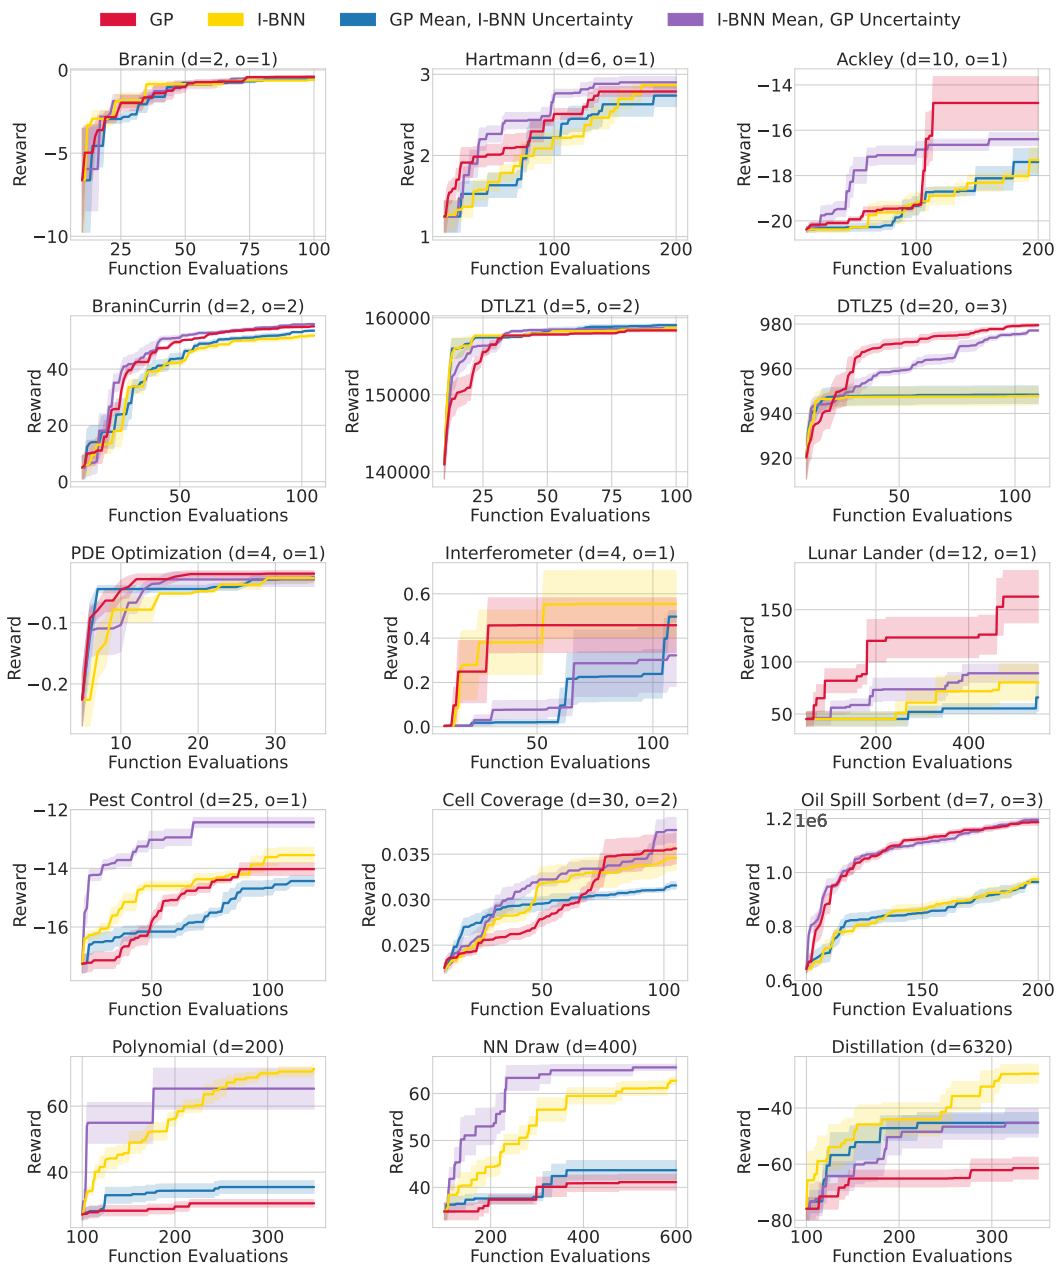 GP I-BNN GP Mean, I-BNN Uncertainty I-BNN Mean, GP Uncertainty
Branin (d=2, o=1) Hartmann (d=6, o=1) Ackley (d=10, o=1)
Reward
0
−5
−10
25 50 75 100
Function Evaluations
Reward
3
2
1
100 200
Function Evaluations
Reward
−14
−16
−18
−20
100 200
Function Evaluations
BraninCurrin (d=2, o=2) DTLZ1 (d=5, o=2) DTLZ5 (d=20, o=3)
Reward
40
20
0
50 100
Function Evaluations
Reward
160000
150000
140000
25 50 75 100
Function Evaluations
Reward
980
960
940
920
50 100
Function Evaluations
PDE Optimization (d=4, o=1) Interferometer (d=4, o=1) Lunar Lander (d=12, o=1)
Reward
−0.1
−0.2
10 20 30
Function Evaluations
Reward
0.6
0.4
0.2
0.0
50 100
Function Evaluations
Reward
150
100
50
200 400
Function Evaluations
Pest Control (d=25, o=1) Cell Coverage (d=30, o=2) Oil Spill Sorbent (d=7, o=3)
Reward
−12
−14
−16
50 100
Function Evaluations
Reward
0.035
0.030
0.025
50 100
Function Evaluations
Reward
1e6
1.2
1.0
0.8
0.6
100 150 200
Function Evaluations
Polynomial (d=200) NN Draw (d=400) Distillation (d=6320)
Reward
60
40
100 200 300
Function Evaluations
Reward
60
50
40
200 400 600
Function Evaluations
Reward
−40
−60
−80
100 200 300
Function Evaluations